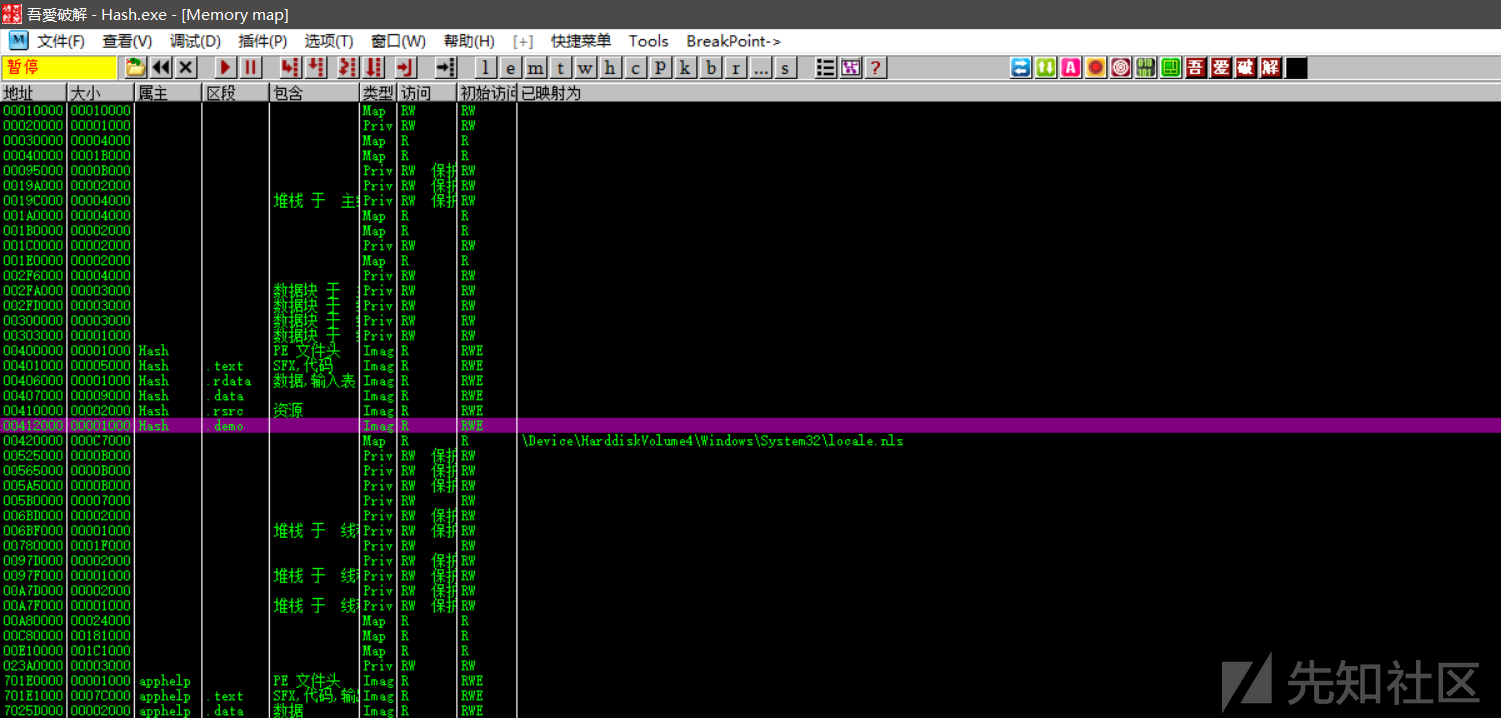 吾愛破解 - Hash.exe - [Memory map]
M 文件(F) 查看(V) 调试(D) 插件(P) 选项(T) 窗口(W) 帮助(H) [+] 快捷菜单 Tools BreakPoint->
暂停 l e m t w h c P k b r ... s ? 吾 爱 破 解
地址 大小 属主 区段 包含 类型 访问 初始访问 已映射为
00010000 00010000 Map RW RW
00020000 00001000 Priv RW RW
00030000 00004000 Map R R
00040000 0001B000 Map R R
00095000 0000B000 Priv RW 保护 RW
0019A000 00002000 Priv RW 保护 RW
0019C000 00004000 堆栈 于 主 Priv RW 保护 RW
001A0000 00004000 Map R R
001B0000 00002000 Map R R
001C0000 00002000 Priv RW RW
001E0000 00002000 Map R R
002F6000 00004000 Priv RW RW
002FA000 00003000 数据块 于 Priv RW RW
002FD000 00003000 数据块 于 Priv RW RW
00300000 00003000 数据块 于 Priv RW RW
00303000 00001000 数据块 于 Priv RW RW
00400000 00001000 Hash PE 文件头 Imag R RWE
00401000 00005000 Hash .text SFX,代码 Imag R RWE
00406000 00001000 Hash .rdata 数据,输入表 Imag R RWE
00407000 00009000 Hash .data Imag R RWE
00410000 00002000 Hash .rsrc 资源 Imag R RWE
00412000 00001000 Hash .demo Imag R RWE
00420000 000C7000 Map R R \Device\HarddiskVolume4\Windows\System32\locale.nls
00525000 0000B000 Priv RW 保护 RW
00565000 0000B000 Priv RW 保护 RW
005A5000 0000B000 Priv RW 保护 RW
005B0000 00007000 Priv RW RW
006BD000 00002000 Priv RW 保护 RW
006BF000 00001000 堆栈 于 线 Priv RW 保护 RW
00780000 0001F000 Priv RW RW
0097D000 00002000 Priv RW 保护 RW
0097F000 00001000 堆栈 于 线 Priv RW 保护 RW
00A7D000 00002000 Priv RW 保护 RW
00A7F000 00001000 堆栈 于 线 Priv RW 保护 RW
00A80000 00024000 Map R R
00C80000 00181000 Map R R
00E10000 001C1000 Map R R
023A0000 00003000 Priv RW RW
701E0000 00001000 apphelp PE 文件头 Imag R RWE
701E1000 0007C000 apphelp .text SFX,代码,输 Imag R RWE
7025D000 00002000 apphelp .data 数据 Imag R RWE
先知社区